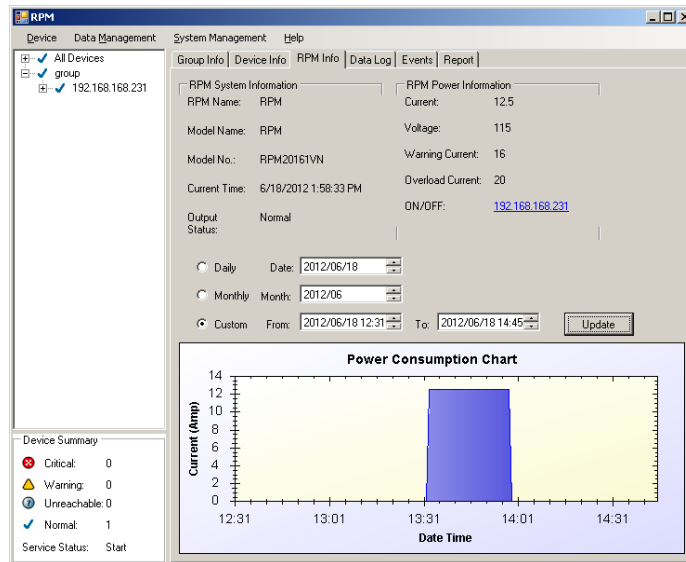 RPM
Device Data Management System Management Help
All Devices
group
192.168.168.231
Group Info Device Info RPM Info Data Log Events Report
RPM System Information
RPM Name: RPM
Model Name: RPM
Model No.: RPM20161VN
Current Time: 6/18/2012 1:58:33 PM
Output Status: Normal
RPM Power Information
Current: 12.5
Voltage: 115
Warning Current: 16
Overload Current: 20
ON/OFF: 192.168.168.231
Daily Date: 2012/06/18
Monthly Month: 2012/06
Custom From: 2012/06/18 12:31 To: 2012/06/18 14:45 Update
Power Consumption Chart
Current (Amp)
14
12
10
8
6
4
2
0
12:31 13:01 13:31 14:01 14:31
Date Time
Device Summary
Critical: 0
Warning: 0
Unreachable: 0
Normal: 1
Service Status: Start